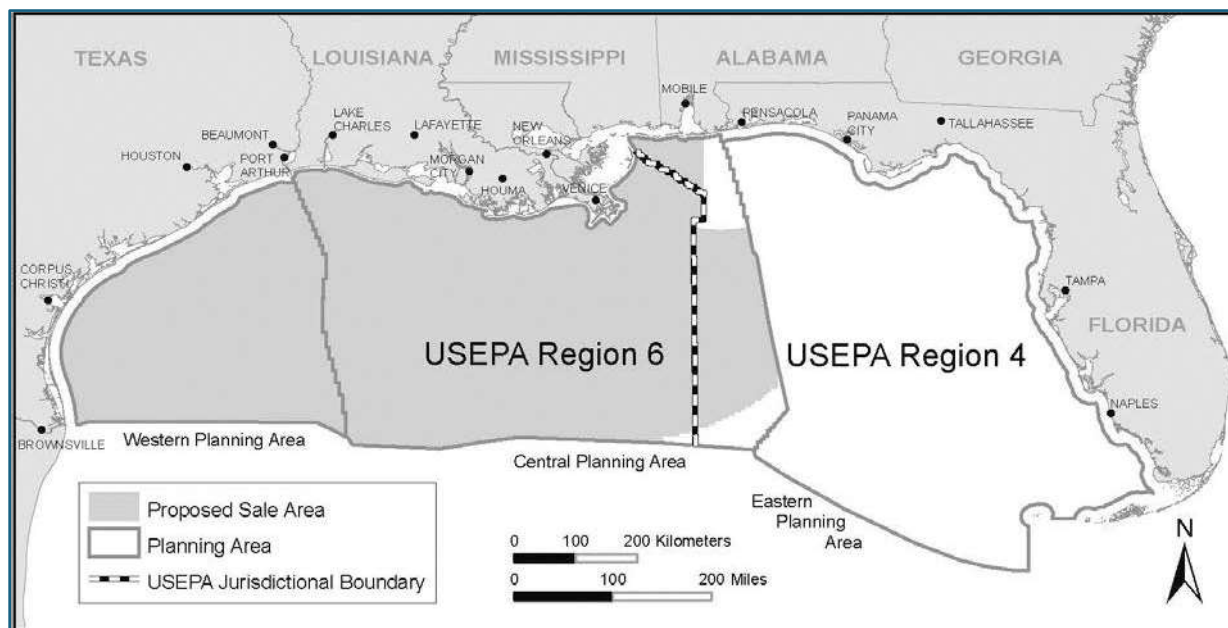 TEXAS
LOUISIANA
MISSISSIPPI
ALABAMA
GEORGIA
MOBILE
PENSACOLA
PANAMA
CITY
TALLAHASSEE
LAKE
CHARLES
LAFAYETTE
NEW
ORLEANS
BEAUMONT
HOUSTON
PORT
ARTHUR
MORGAN
CITY
HOUMA
VENICE
CORPUS
CHRISTI
TAMPA
FLORIDA
USEPA Region 6
USEPA Region 4
NAPLES
BROWNSVILLE
Western Planning Area
Central Planning Area
Eastern
Planning
Area
Proposed Sale Area
Planning Area
USEPA Jurisdictional Boundary
0 100 200 Kilometers
0 100 200 Miles
N